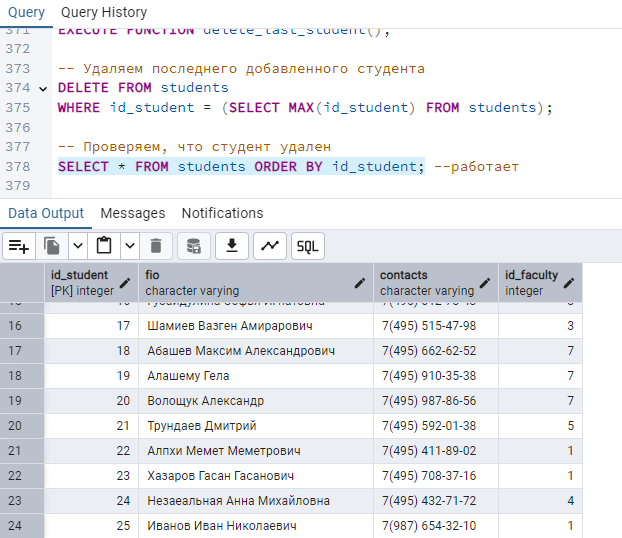 Query Query History
371 EXECUTE FUNCTION delete_last_student();
372
373 -- Удаляем последнего добавленного студента
374 DELETE FROM students
375 WHERE id_student = (SELECT MAX(id_student) FROM students);
376
377 -- Проверяем, что студент удален
378 SELECT * FROM students ORDER BY id_student; --работает
379
Data Output Messages Notifications
SQL
id_student fio contacts id_faculty
[PK] integer character varying character varying integer
16 17 Шамиев Вазген Амирарович 7(495) 515-47-98 3
17 18 Абашев Максим Александрович 7(495) 662-62-52 7
18 19 Алашему Гела 7(495) 910-35-38 7
19 20 Волощук Александр 7(495) 987-86-56 7
20 21 Трундаев Дмитрий 7(495) 592-01-38 5
21 22 Алпхи Мемет Меметрович 7(495) 411-89-02 1
22 23 Хазаров Гасан Гасанович 7(495) 708-37-16 1
23 24 Незаеальная Анна Михайловна 7(495) 432-71-72 4
24 25 Иванов Иван Николаевич 7(987) 654-32-10 1